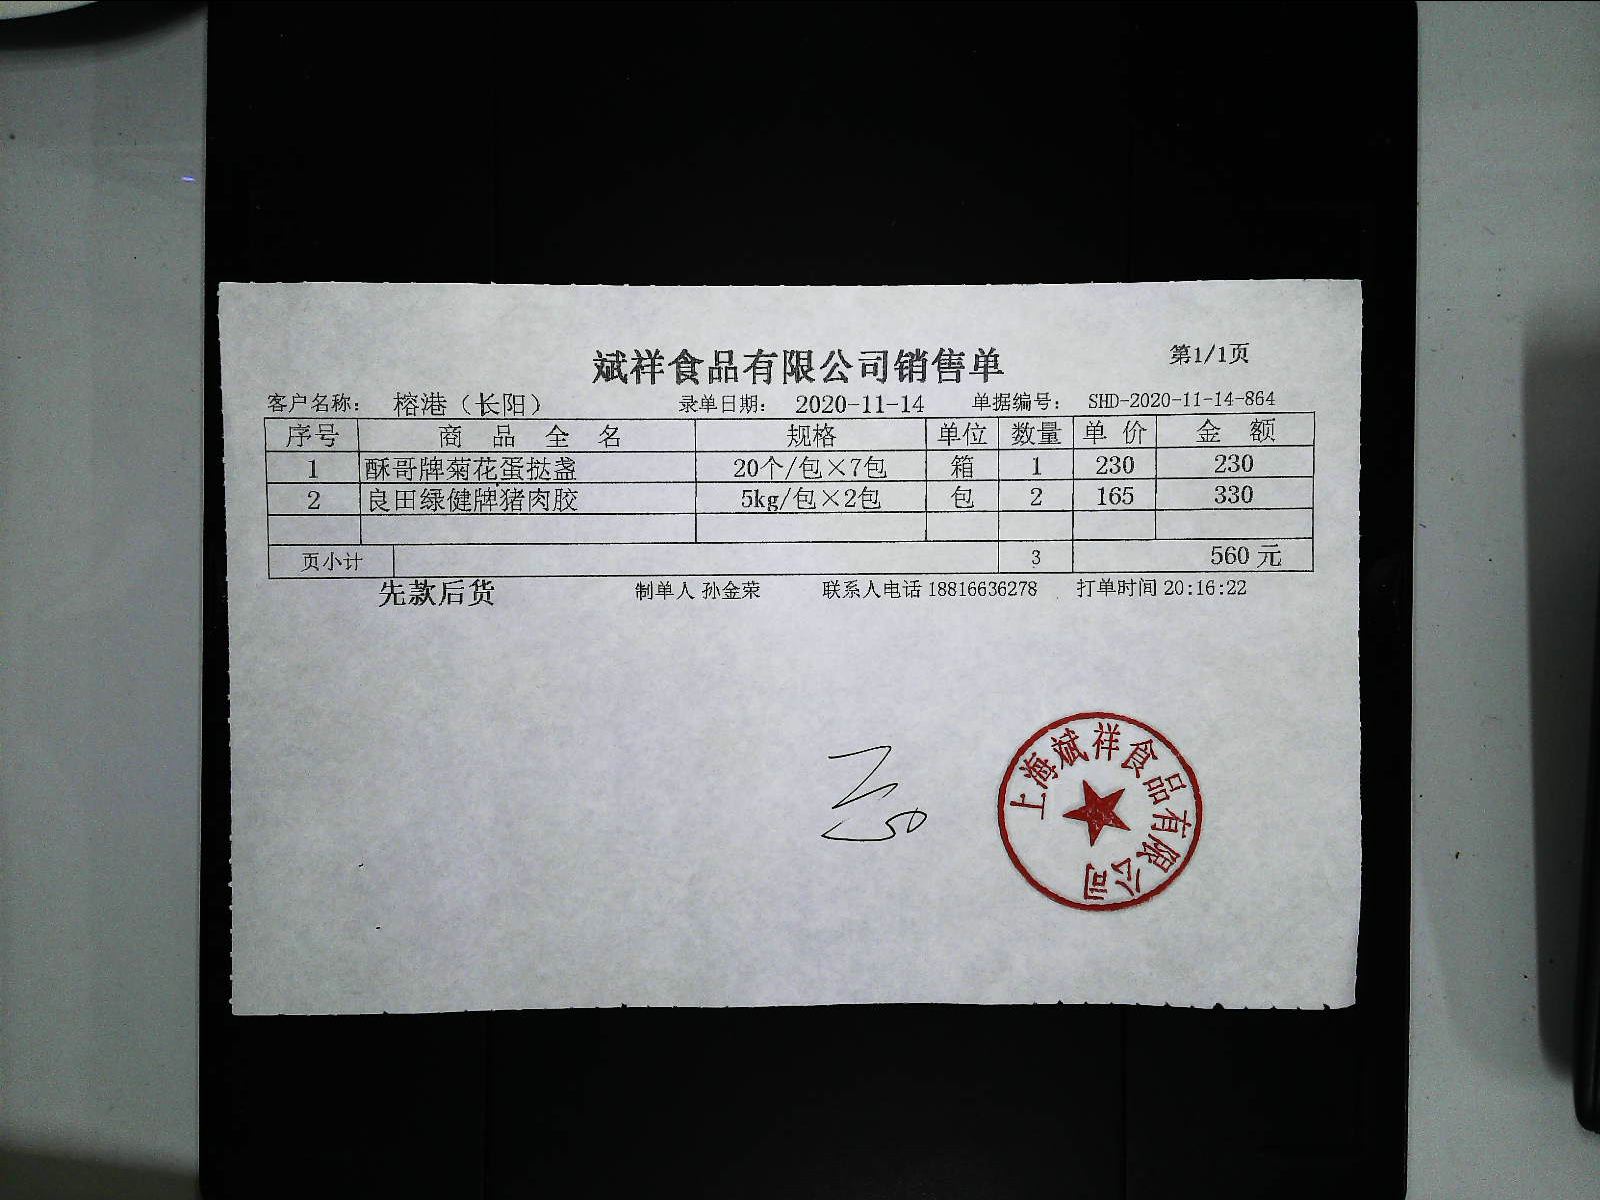 斌祥食品有限公司销售单 第1/1页
客户名称： 榕港（长阳） 录单日期： 2020-11-14 单据编号： SHD-2020-11-14-864
序号 商 品 全 名 规格 单位 数量 单 价 金 额
1 酥哥牌菊花蛋挞盏 20个/包×7包 箱 1 230 230
2 良田绿健牌猪肉胶 5kg/包×2包 包 2 165 330
页小计 3 560 元
先款后货 制单人 孙金荣 联系人电话 18816636278 打单时间 20:16:22
上海斌祥食品有限公司